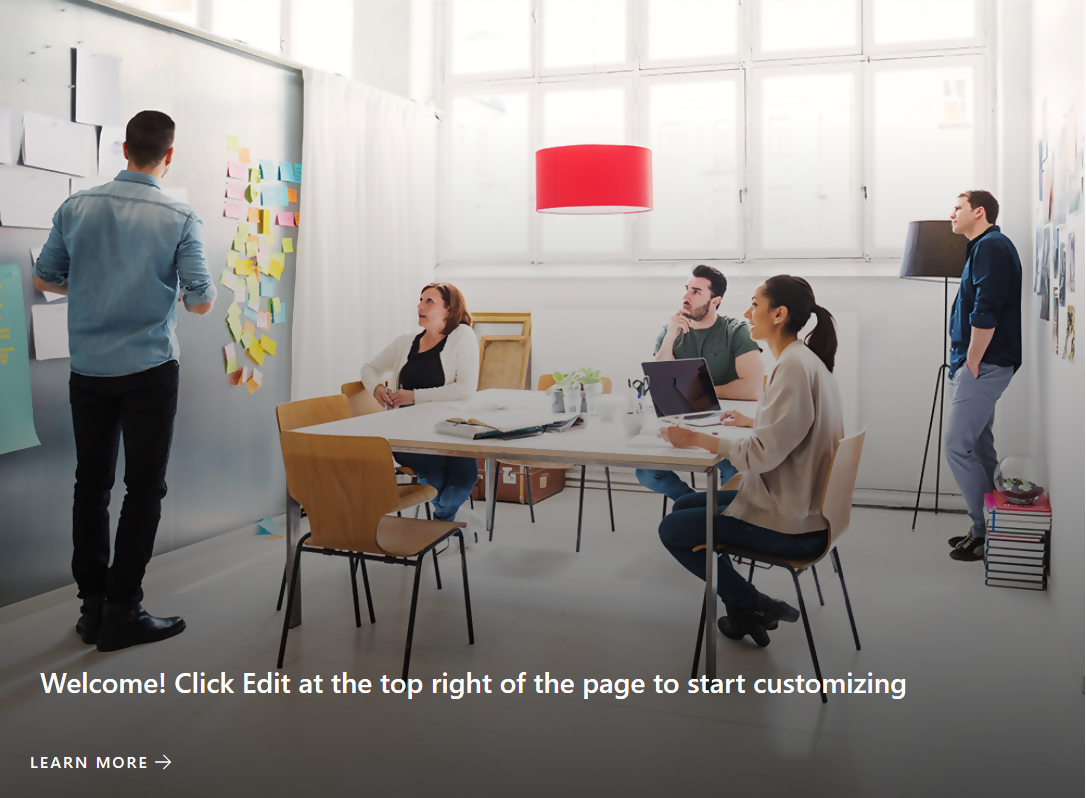 Welcome! Click Edit at the top right of the page to start customizing
LEARN MORE →